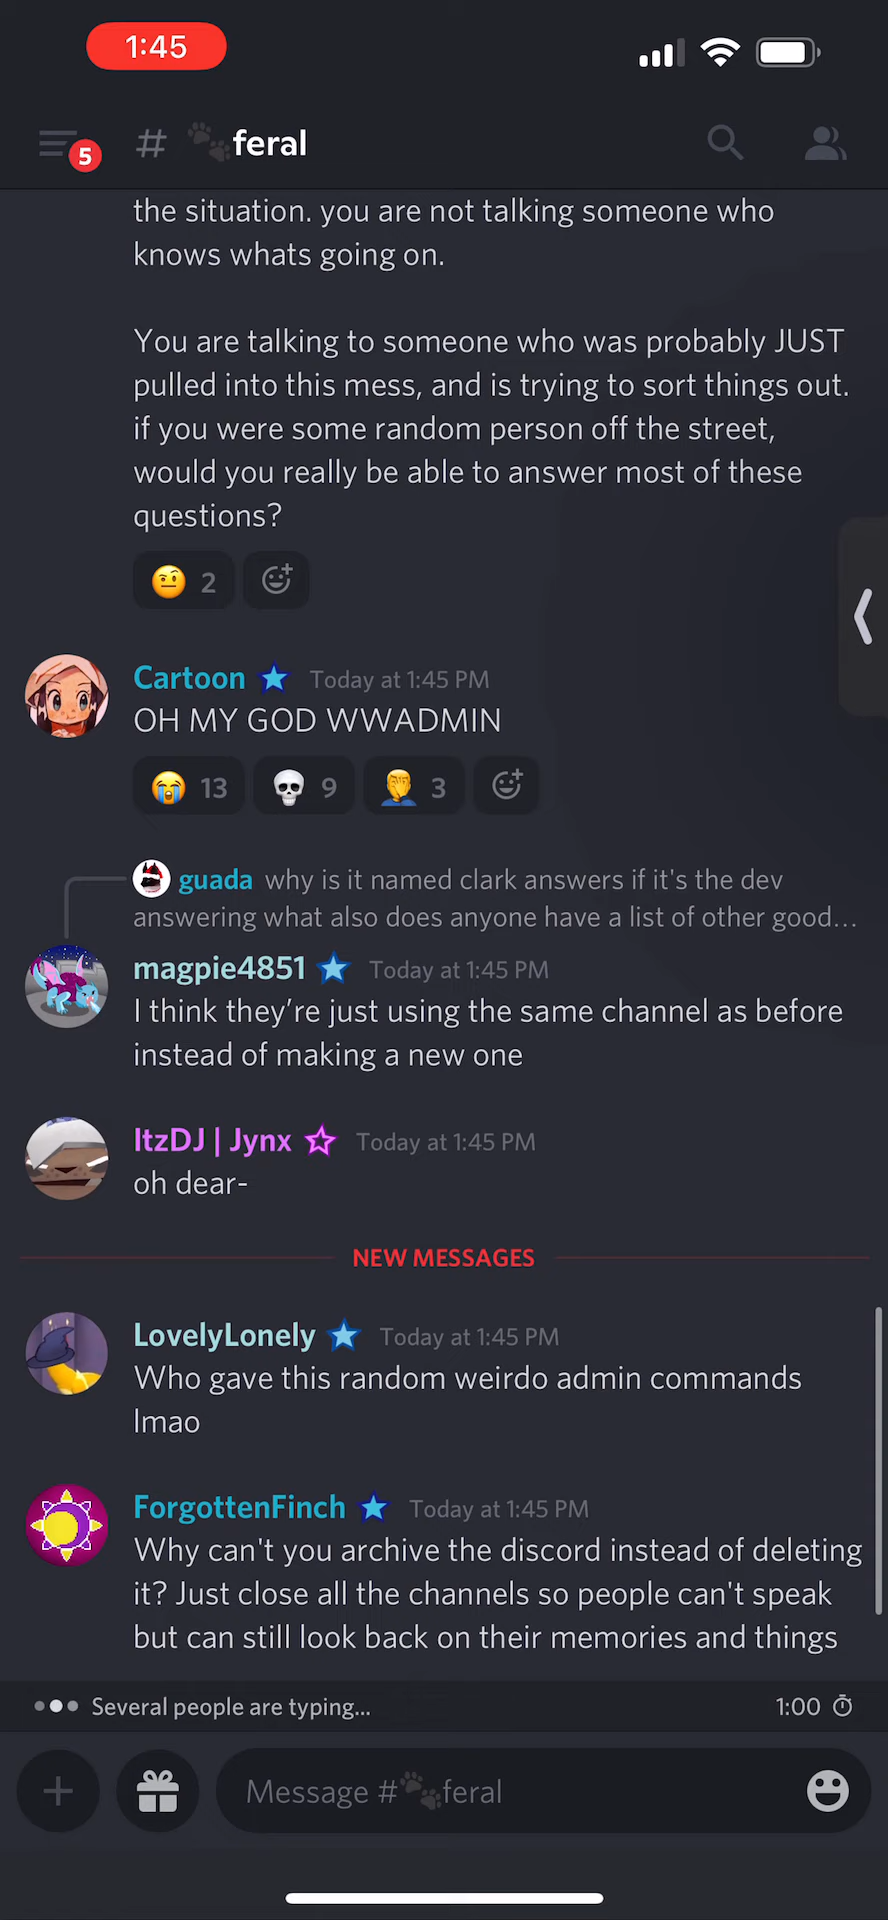 1:45
5
# 🐾feral
the situation. you are not talking someone who
knows whats going on.
You are talking to someone who was probably JUST
pulled into this mess, and is trying to sort things out.
if you were some random person off the street,
would you really be able to answer most of these
questions?
🤨 2
Cartoon Today at 1:45 PM
OH MY GOD WWADMIN
😭 13 💀 9 🤦 3
guada why is it named clark answers if it's the dev
answering what also does anyone have a list of other good...
magpie4851 Today at 1:45 PM
I think they’re just using the same channel as before
instead of making a new one
ItzDJ | Jynx Today at 1:45 PM
oh dear-
NEW MESSAGES
LovelyLonely Today at 1:45 PM
Who gave this random weirdo admin commands
lmao
ForgottenFinch Today at 1:45 PM
Why can't you archive the discord instead of deleting
it? Just close all the channels so people can't speak
but can still look back on their memories and things
Several people are typing... 1:00
Message #🐾feral